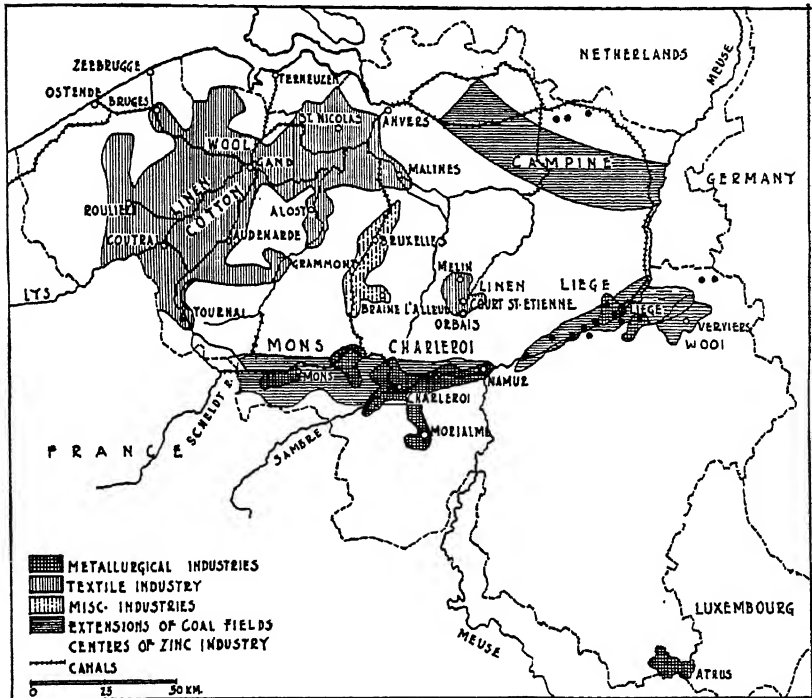 NETHERLANDS
MEUSE
ZEEBRUGGE
OSTENDE
BRUGES
TERNEUZEN
ST. NICOLAS
ANVERS
WOOL
GAND
CAMPINE
MALINES
GERMANY
LINEN
COTTON
ROULIERS
ALOST
COUTRAI
AUDENARDE
BRUXELLES
GRAMMONT
MELIN
LINEN
LIEGE
LYS
COURT ST-ETIENNE
LIEGE
TOURNAI
BRAINE L'ALLEUD
ORBAIS
VERVIERS
WOOl
MONS
CHARLEROI
MONS
NAMUR
CHARLEROI
SCHELDT R.
FRANCE
SAMBRE
MORIALME
METALLURGICAL INDUSTRIES
TEXTILE INDUSTRY
MISC. INDUSTRIES
EXTENSIONS OF COAL FIELDS
CENTERS OF ZINC INDUSTRY
CANALS
0 25 50 KM.
LUXEMBOURG
MEUSE
ATRUS